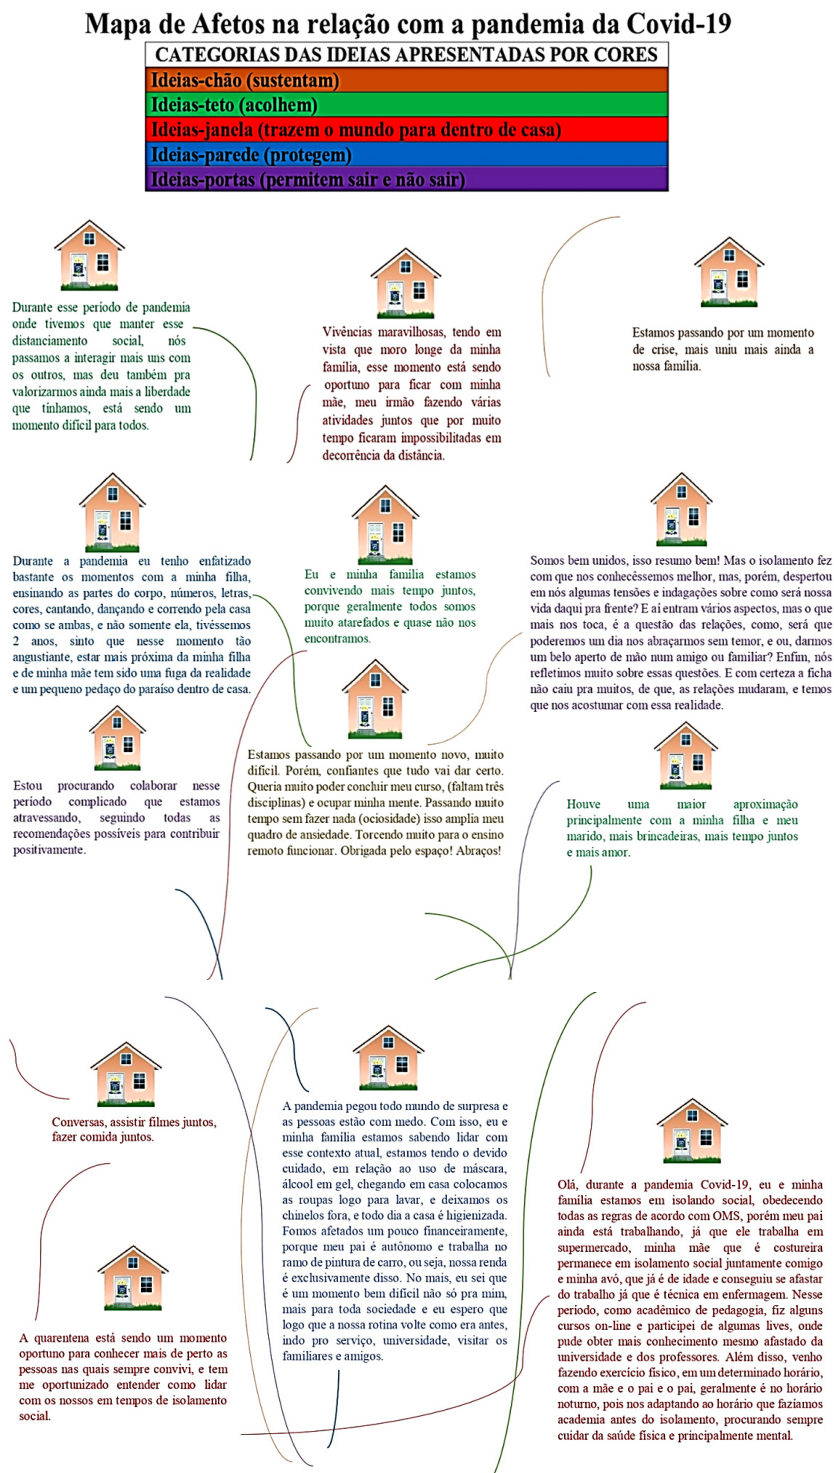 Mapa de Afetos na relação com a pandemia da Covid-19
CATEGORIAS DAS IDEIAS APRESENTADAS POR CORES
Ideias-chão (sustentam)
Ideias-teto (acolhem)
Ideias-janela (trazem o mundo para dentro de casa)
Ideias-parede (protegem)
Ideias-portas (permitem sair e não sair)
Durante esse período de pandemia
onde tivemos que manter esse
distanciamento social, nós
passamos a interagir mais uns com
os outros, mas deu também pra
valorizarmos ainda mais a liberdade
que tínhamos, está sendo um
momento difícil para todos.
Vivências maravilhosas, tendo em
vista que moro longe da minha
família, esse momento está sendo
oportuno para ficar com minha
mãe, meu irmão fazendo várias
atividades juntos que por muito
tempo ficaram impossibilitadas em
decorrência da distância.
Estamos passando por um momento
de crise, mais uniu mais ainda a
nossa família.
Durante a pandemia eu tenho enfatizado
bastante os momentos com a minha filha,
ensinando as partes do corpo, números, letras,
cores, cantando, dançando e correndo pela casa
como se ambas, e não somente ela, tivéssemos
2 anos, sinto que nesse momento tão
angustiante, estar mais próxima da minha filha
e de minha mãe tem sido uma fuga da realidade
e um pequeno pedaço do paraíso dentro de casa.
Eu e minha família estamos
convivendo mais tempo juntos,
porque geralmente todos somos
muito atarefados e quase não nos
encontramos.
Somos bem unidos, isso resumo bem! Mas o isolamento fez
com que nos conhecêssemos melhor, mas, porém, despertou
em nós algumas tensões e indagações sobre como será nossa
vida daqui pra frente? E aí entram vários aspectos, mas o que
mais nos toca, é a questão das relações, como, será que
poderemos um dia nos abraçarmos sem temor, e ou, darmos
um belo aperto de mão num amigo ou familiar? Enfim, nós
refletimos muito sobre essas questões. E com certeza a ficha
não caiu pra muitos, de que, as relações mudaram, e temos
que nos acostumar com essa realidade.
Estou procurando colaborar nesse
período complicado que estamos
atravessando, seguindo todas as
recomendações possíveis para contribuir
positivamente.
Estamos passando por um momento novo, muito
difícil. Porém, confiantes que tudo vai dar certo.
Queria muito poder concluir meu curso, (faltam três
disciplinas) e ocupar minha mente. Passando muito
tempo sem fazer nada (ociosidade) isso amplia meu
quadro de ansiedade. Torcendo muito para o ensino
remoto funcionar. Obrigada pelo espaço! Abraços!
Houve uma maior aproximação
principalmente com a minha filha e meu
marido, mais brincadeiras, mais tempo juntos
e mais amor.
Conversas, assistir filmes juntos,
fazer comida juntos.
A pandemia pegou todo mundo de surpresa e
as pessoas estão com medo. Com isso, eu e
minha família estamos sabendo lidar com
esse contexto atual, estamos tendo o devido
cuidado, em relação ao uso de máscara,
álcool em gel, chegando em casa colocamos
as roupas logo para lavar, e deixamos os
chinelos fora, e todo dia a casa é higienizada.
Fomos afetados um pouco financeiramente,
porque meu pai é autônomo e trabalha no
ramo de pintura de carro, ou seja, nossa renda
é exclusivamente disso. No mais, eu sei que
é um momento bem difícil não só pra mim,
mais para toda sociedade e eu espero que
logo que a nossa rotina volte como era antes,
indo pro serviço, universidade, visitar os
familiares e amigos.
Olá, durante a pandemia Covid-19, eu e minha
família estamos em isolando social, obedecendo
todas as regras de acordo com OMS, porém meu pai
ainda está trabalhando, já que ele trabalha em
supermercado, minha mãe que é costureira
permanece em isolamento social juntamente comigo
e minha avó, que já é de idade e conseguiu se afastar
do trabalho já que é técnica em enfermagem. Nesse
período, como acadêmico de pedagogia, fiz alguns
cursos on-line e participei de algumas lives, onde
pude obter mais conhecimento mesmo afastado da
universidade e dos professores. Além disso, venho
fazendo exercício físico, em um determinado horário,
com a mãe e o pai e o pai, geralmente é no horário
noturno, pois nos adaptando ao horário que fazíamos
academia antes do isolamento, procurando sempre
cuidar da saúde física e principalmente mental.
A quarentena está sendo um momento
oportuno para conhecer mais de perto as
pessoas nas quais sempre convivi, e tem
me oportunizado entender como lidar
com os nossos em tempos de isolamento
social.